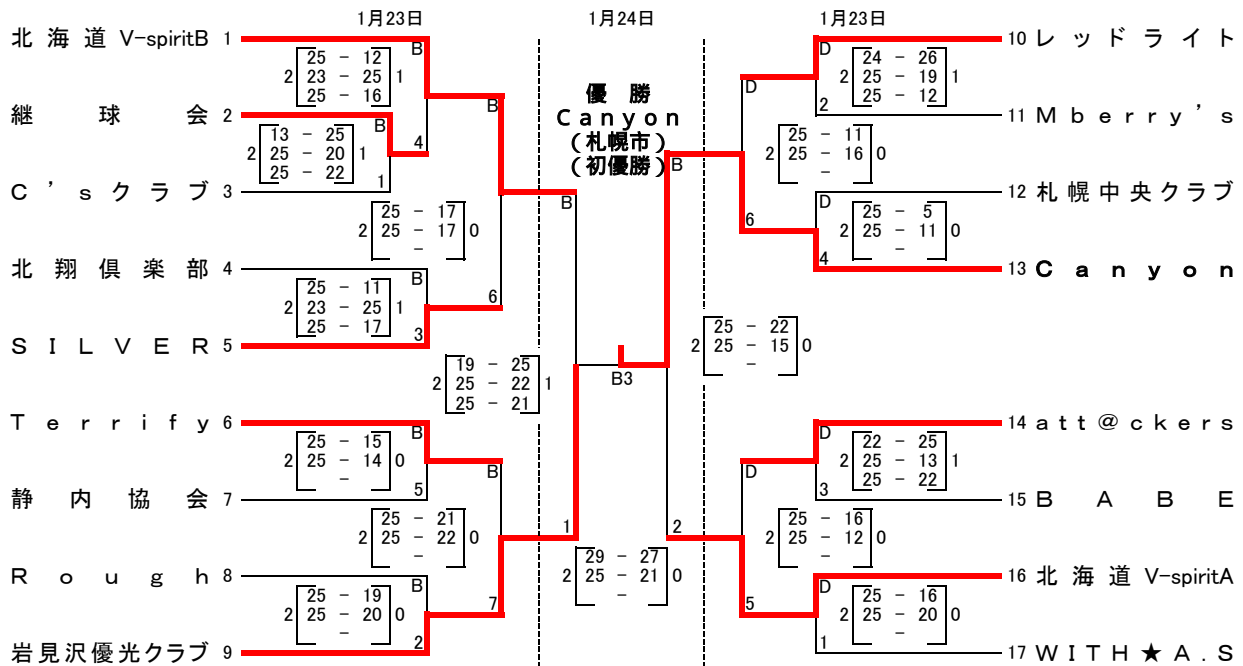 1月23日
1月24日
1月23日
北海道 V-spiritB 1
B
25 - 12
2 23 - 25 1
25 - 16
継球会 2
B
13 - 25
2 25 - 20 1
25 - 22
1
4
C'sクラブ 3
B
25 - 17
2 25 - 17 0
-
北翔倶楽部 4
B
25 - 11
2 23 - 25 1
25 - 17
3
6
SILVER 5
B
19 - 25
2 25 - 22 1
25 - 21
Terrify 6
B
25 - 15
2 25 - 14 0
-
5
静内協会 7
B
25 - 21
2 25 - 22 0
-
1
Rough 8
B
25 - 19
2 25 - 20 0
-
2
7
岩見沢優光クラブ 9
優勝
Canyon
(札幌市)
(初優勝)
B
B3
29 - 27
2 25 - 21 0
-
10 レッドライト
D
24 - 26
2 25 - 19 1
25 - 12
2
11 Mberry's
D
25 - 11
2 25 - 16 0
-
12 札幌中央クラブ
D
25 - 5
2 25 - 11 0
-
4
6
13 Canyon
25 - 22
2 25 - 15 0
-
14 att@ckers
D
22 - 25
2 25 - 13 1
25 - 22
3
15 BABE
D
25 - 16
2 25 - 12 0
-
2
16 北海道 V-spiritA
D
25 - 16
2 25 - 20 0
-
1
5
17 WITH★A.S